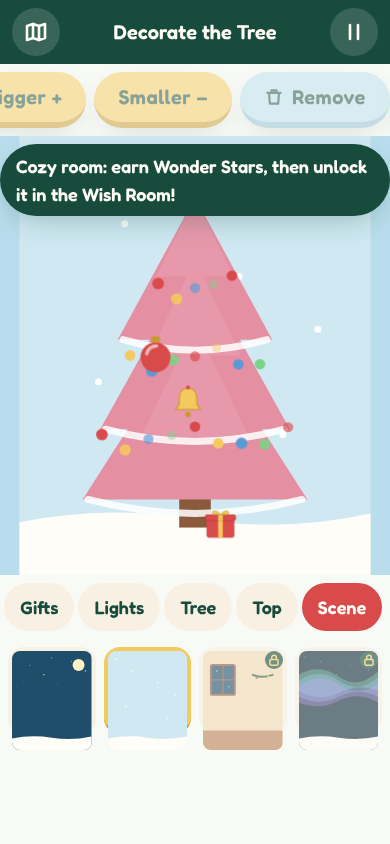 Decorate the Tree
igger +
Smaller –
Remove
Cozy room: earn Wonder Stars, then unlock
it in the Wish Room!
Gifts
Lights
Tree
Top
Scene